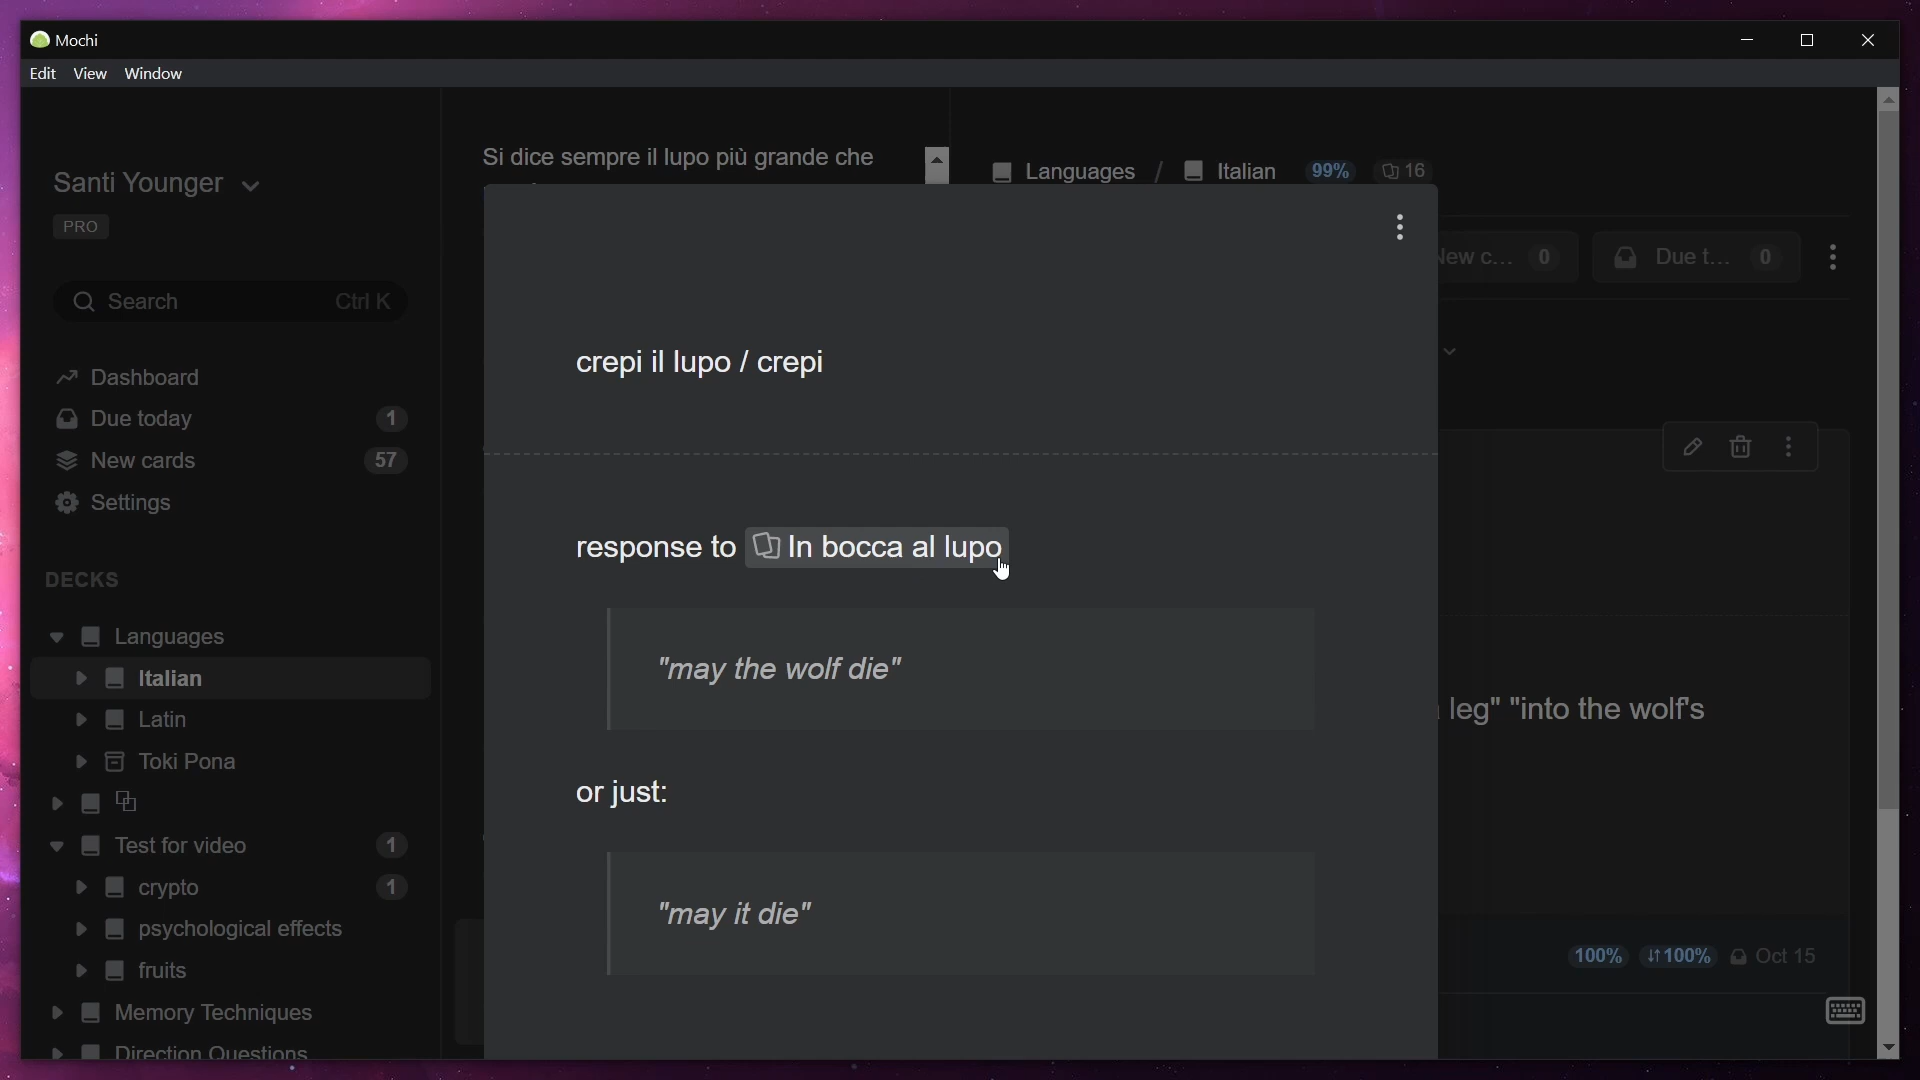 Mochi
Edit View Window
Santi Younger
PRO
Search Ctrl K
Dashboard
Due today 1
New cards 57
Settings
DECKS
Languages
Italian
Latin
Toki Pona
Test for video 1
crypto 1
psychological effects
fruits
Memory Techniques
Direction Questions
Si dice sempre il lupo più grande che
Languages / Italian 99% 16
New c... 0 Due t... 0
crepi il lupo / crepi
response to In bocca al lupo
"may the wolf die"
or just:
"may it die"
leg" "into the wolf's
100% 100% Oct 15